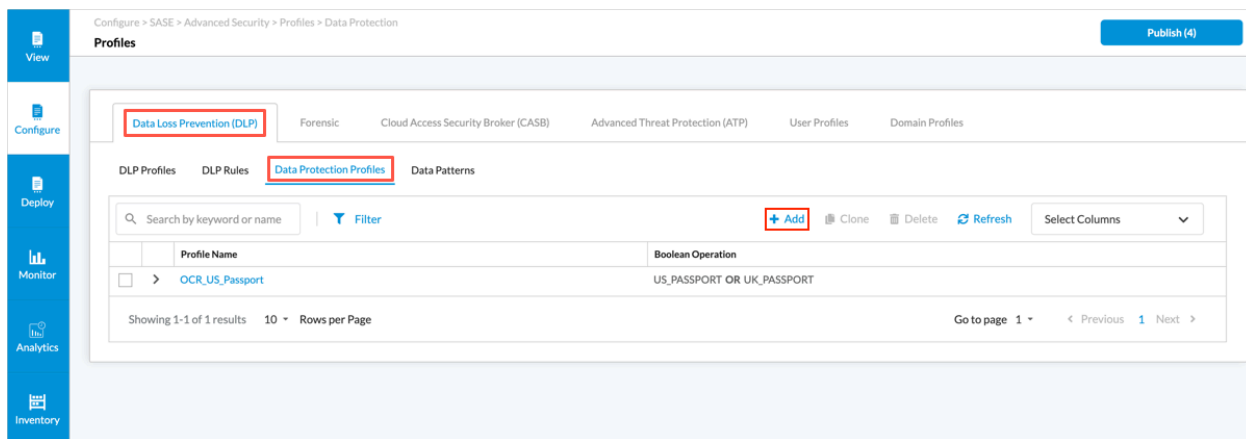 Configure > SASE > Advanced Security > Profiles > Data Protection
Profiles
Publish (4)
View
Configure
Deploy
Monitor
Analytics
Inventory
Data Loss Prevention (DLP) Forensic Cloud Access Security Broker (CASB) Advanced Threat Protection (ATP) User Profiles Domain Profiles
DLP Profiles DLP Rules Data Protection Profiles Data Patterns
Search by keyword or name Filter + Add Clone Delete Refresh Select Columns
Profile Name Boolean Operation
OCR_US_Passport US_PASSPORT OR UK_PASSPORT
Showing 1-1 of 1 results 10 Rows per Page Go to page 1 < Previous 1 Next >